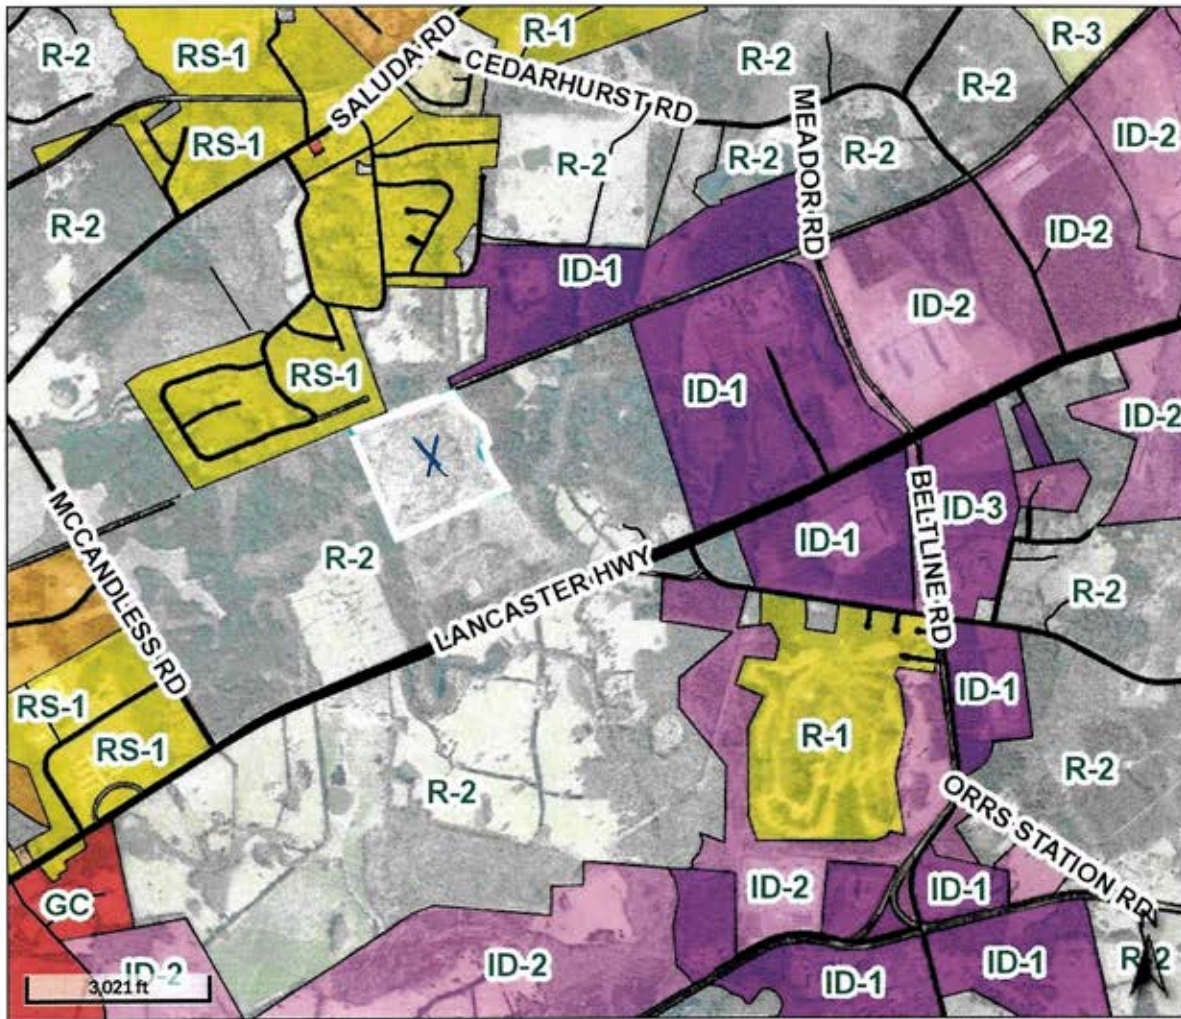 R-2
RS-1
SALUDA RD
R-1
CEDARHURST RD
R-2
R-3
R-2
RS-1
R-2
R-2
MEADOR RD
R-2
ID-2
R-2
ID-1
ID-2
ID-2
RS-1
ID-1
ID-2
X
MCCANDLESS RD
R-2
LANCASTER HWY
ID-1
BELTLINE RD
ID-3
R-2
RS-1
RS-1
R-2
R-1
ID-1
R-2
ORRS STATION RD
GC
ID-2
ID-2
ID-2
ID-1
ID-1
ID-1
R-2
3,021 ft